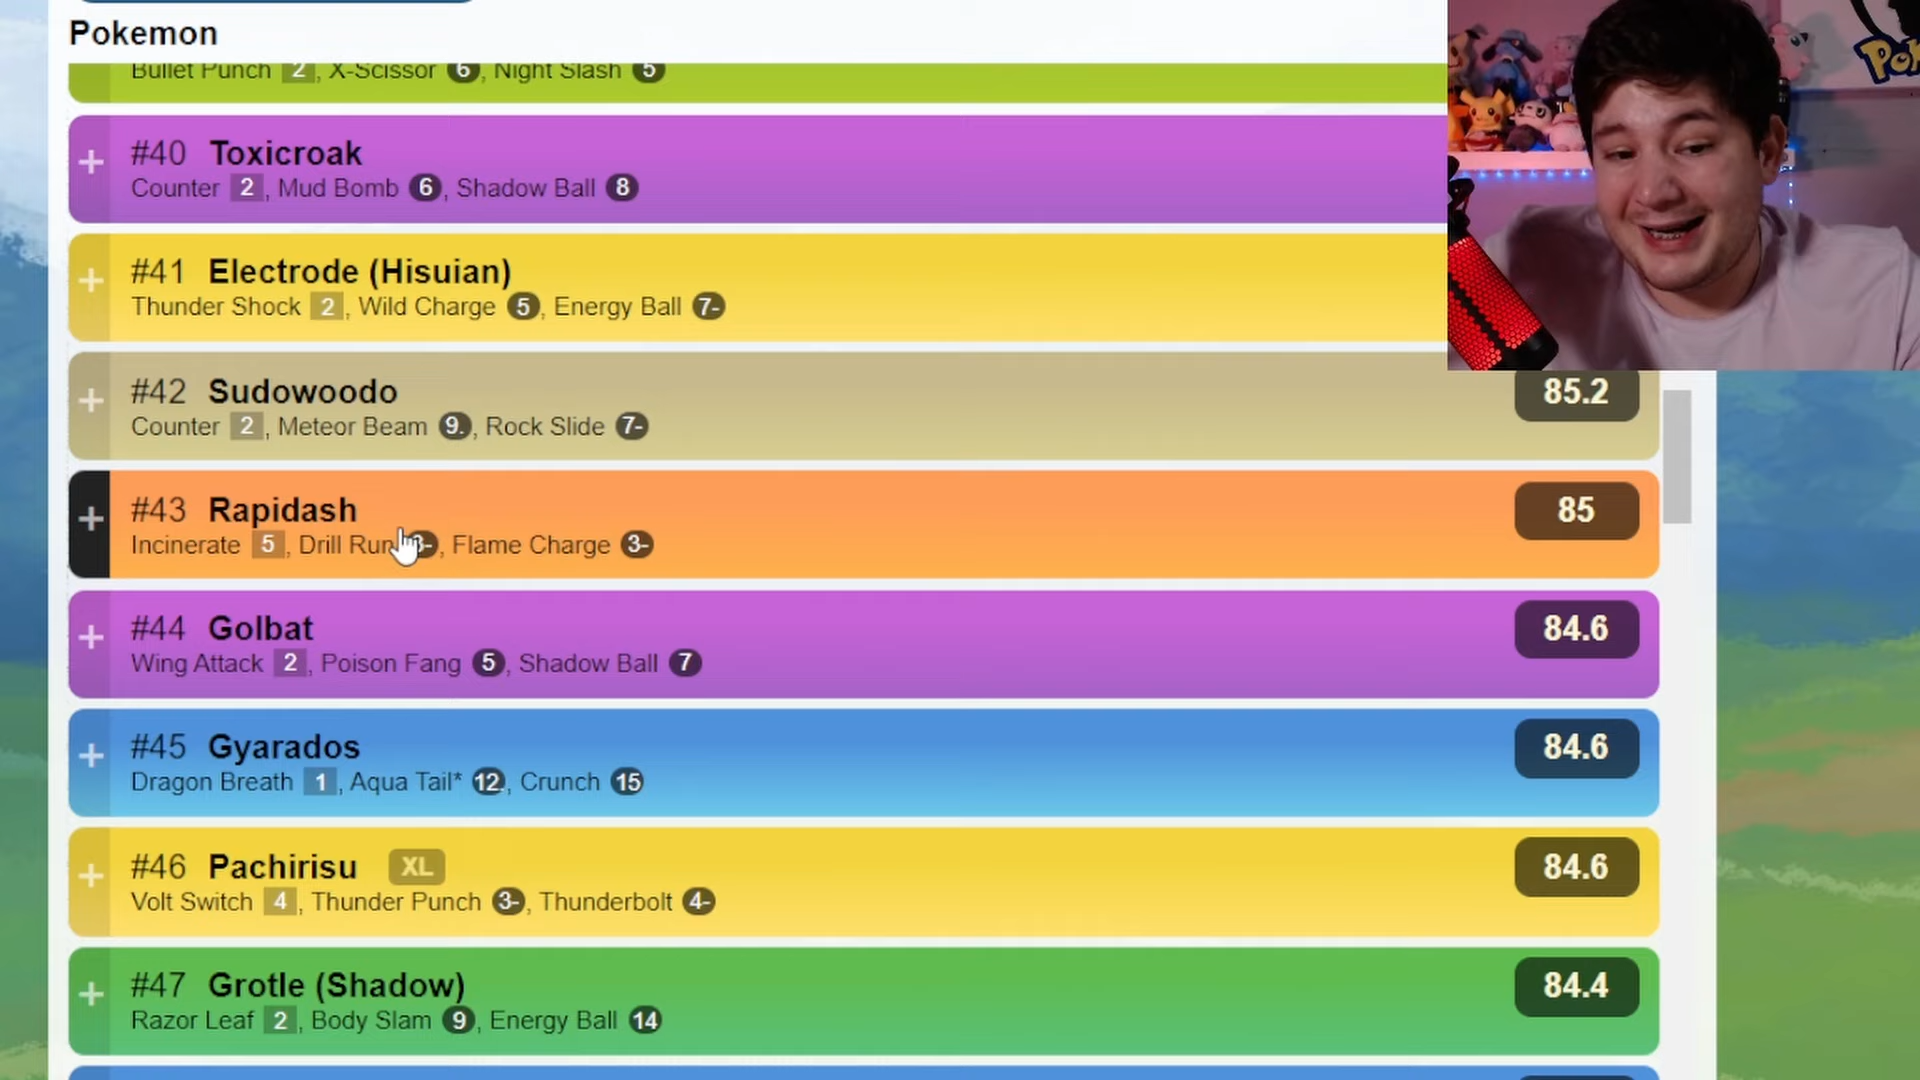 Pokemon
Bullet Punch 2, X-Scissor 6, Night Slash 5
#40 Toxicroak
Counter 2, Mud Bomb 6, Shadow Ball 8
#41 Electrode (Hisuian)
Thunder Shock 2, Wild Charge 5, Energy Ball 7-
#42 Sudowoodo 85.2
Counter 2, Meteor Beam 9., Rock Slide 7-
#43 Rapidash 85
Incinerate 5, Drill Run 3-, Flame Charge 3-
#44 Golbat 84.6
Wing Attack 2, Poison Fang 5, Shadow Ball 7
#45 Gyarados 84.6
Dragon Breath 1, Aqua Tail* 12, Crunch 15
#46 Pachirisu XL 84.6
Volt Switch 4, Thunder Punch 3-, Thunderbolt 4-
#47 Grotle (Shadow) 84.4
Razor Leaf 2, Body Slam 9, Energy Ball 14